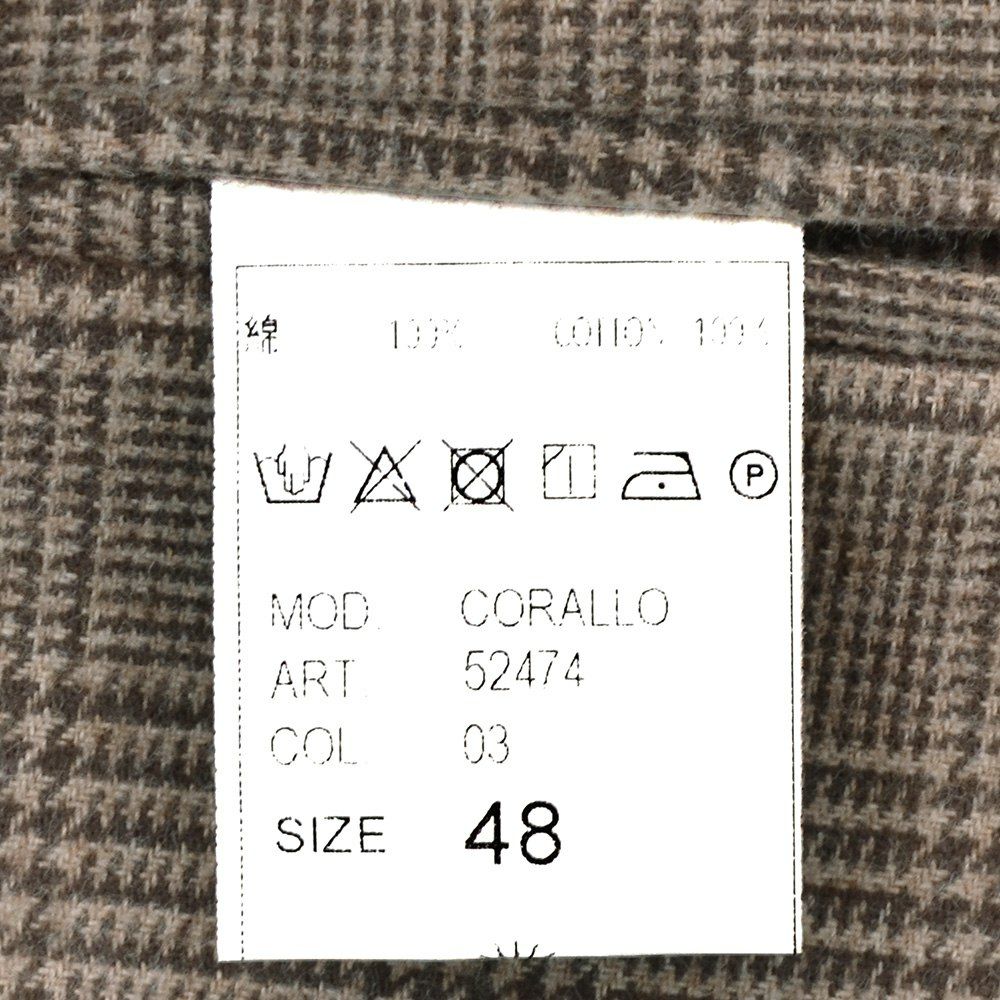 綿 100% COTTON 100%
P
MOD. CORALLO
ART. 52474
COL. 03
SIZE 48